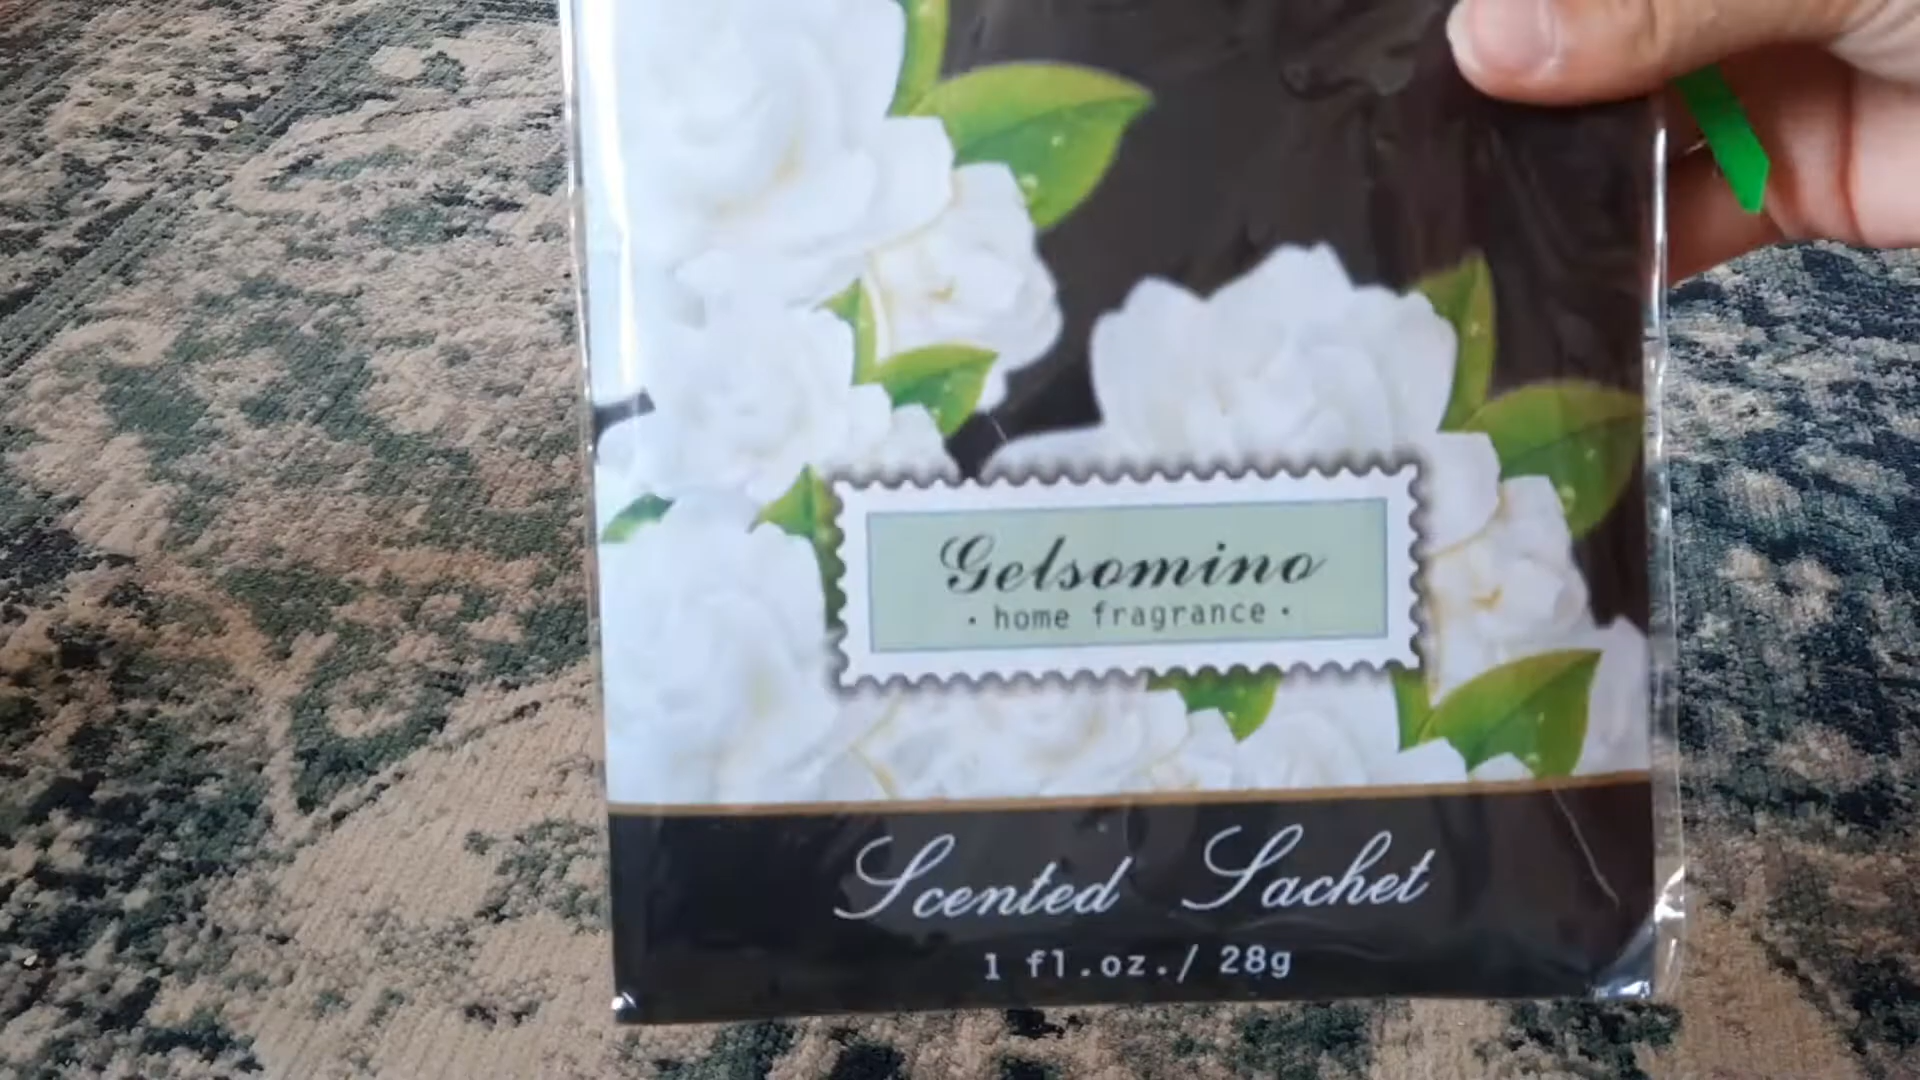 Gelsomino
· home fragrance ·
Scented Sachet
1 fl.oz./ 28g